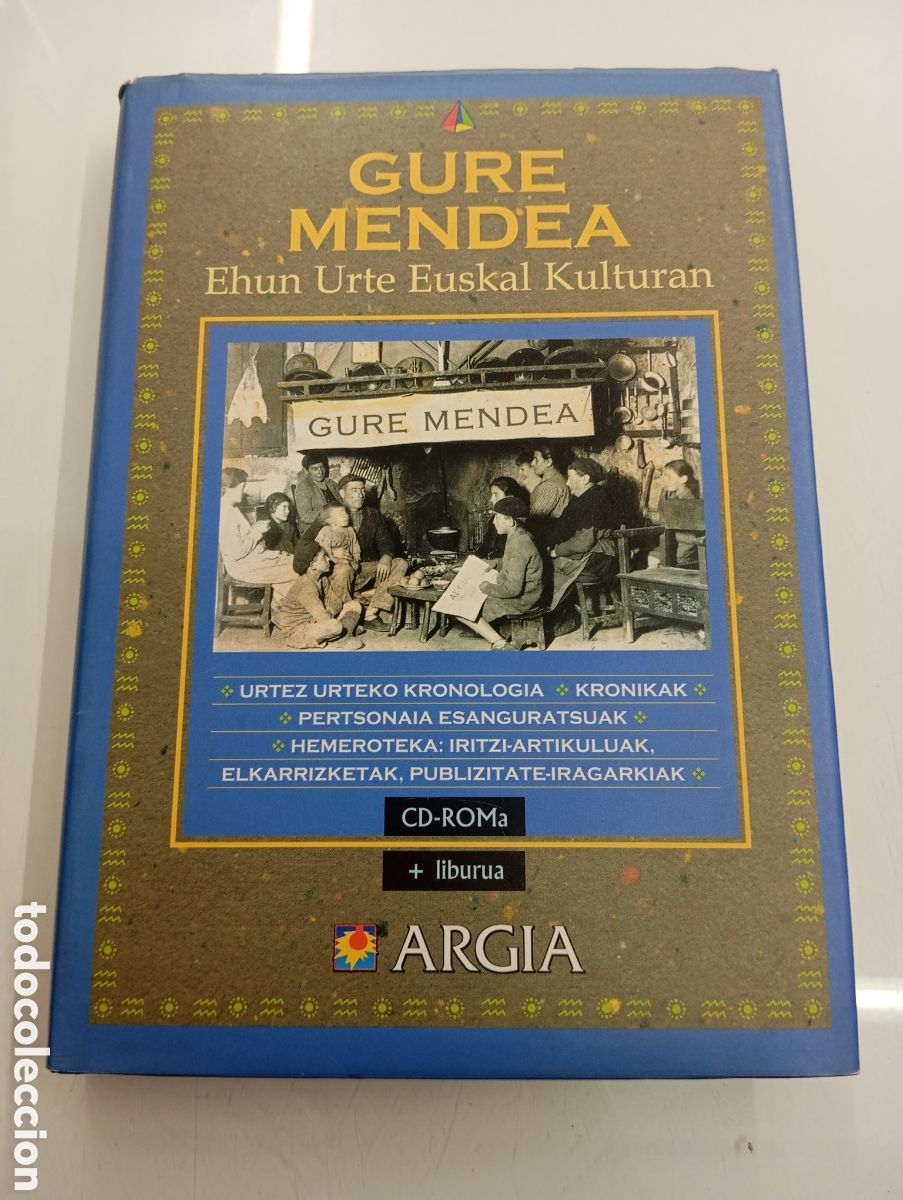 GURE
MENDEA
Ehun Urte Euskal Kulturan
GURE MENDEA
URTEZ URTEKO KRONOLOGIA ❖ KRONIKAK
PERTSONAIA ESANGURATSUAK
HEMEROTEKA: IRITZI-ARTIKULUAK,
ELKARRIZKETAK, PUBLIZITATE-IRAGARKIAK
CD-ROMa
+ liburua
ARGIA
todocoleccion